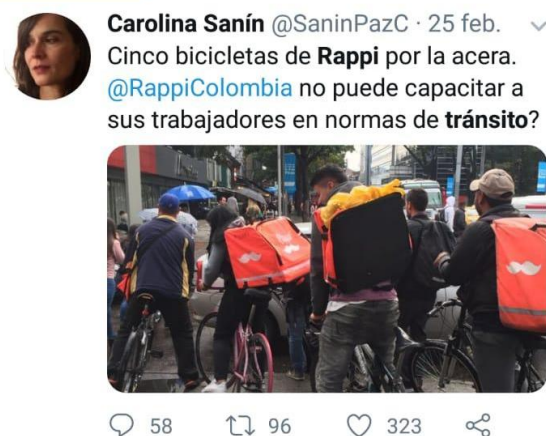 Carolina Sanín @SaninPazC · 25 feb.
Cinco bicicletas de Rappi por la acera.
@RappiColombia no puede capacitar a
sus trabajadores en normas de tránsito?
58 96 323